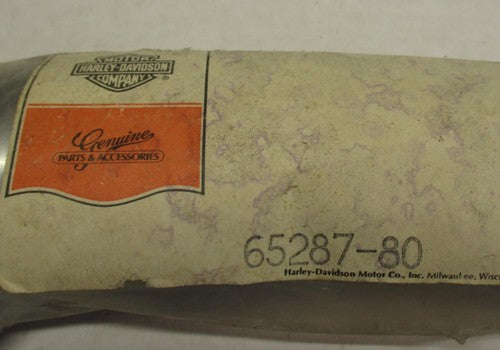 MOTOR
HARLEY-DAVIDSON
COMPANY
®
Genuine
PARTS & ACCESSORIES
65287-80
Harley-Davidson Motor Co., Inc. Milwaukee, Wisc